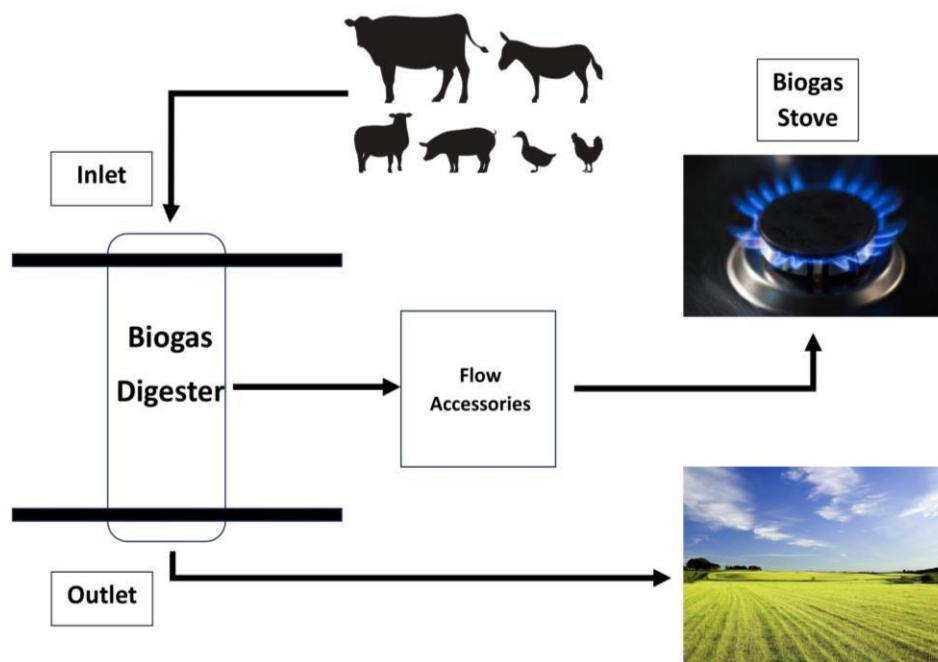 Biogas
Stove
Inlet
Biogas
Digester
Flow
Accessories
Outlet